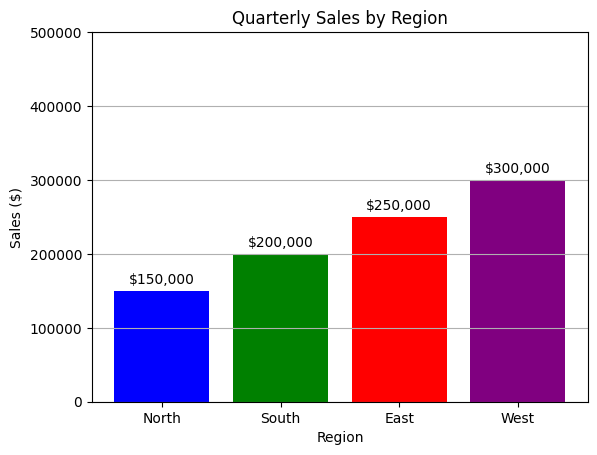 Quarterly Sales by Region
500000
400000
300000
200000
100000
0
Sales ($)
$150,000
$200,000
$250,000
$300,000
North
South
East
West
Region